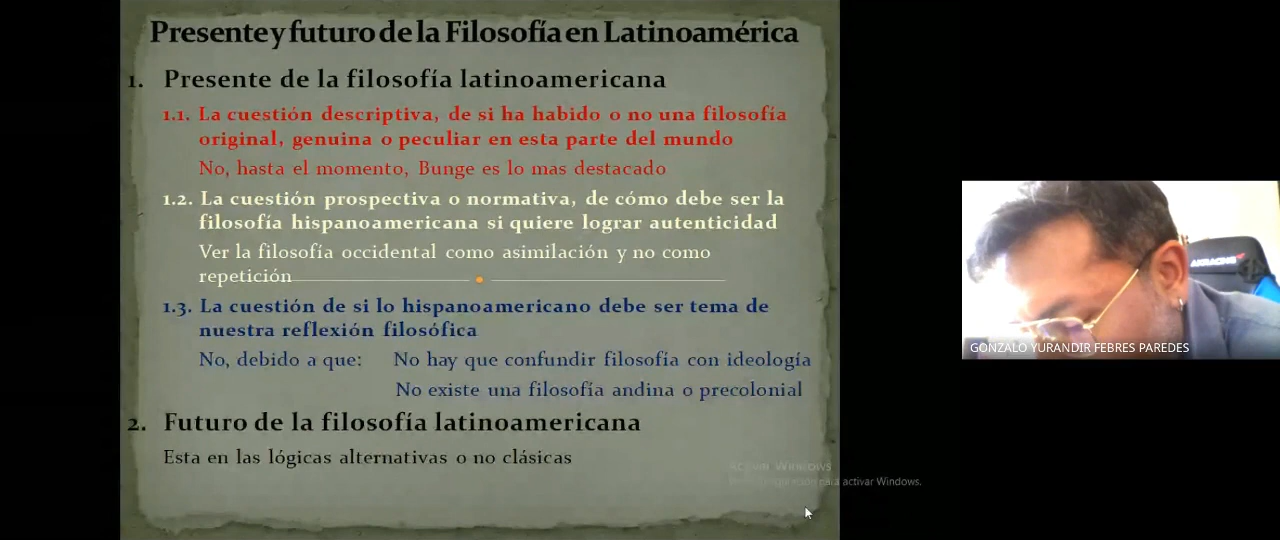 Presente y futuro de la Filosofía en Latinoamérica
1. Presente de la filosofía latinoamericana
1.1. La cuestión descriptiva, de si ha habido o no una filosofía
original, genuina o peculiar en esta parte del mundo
No, hasta el momento, Bunge es lo mas destacado
1.2. La cuestión prospectiva o normativa, de cómo debe ser la
filosofía hispanoamericana si quiere lograr autenticidad
Ver la filosofía occidental como asimilación y no como
repetición
1.3. La cuestión de si lo hispanoamericano debe ser tema de
nuestra reflexión filosófica
No, debido a que: No hay que confundir filosofía con ideología
No existe una filosofía andina o precolonial
2. Futuro de la filosofía latinoamericana
Esta en las lógicas alternativas o no clásicas
Activar Windows
para activar Windows.
AKRACING
GONZALO YURANDIR FEBRES PAREDES